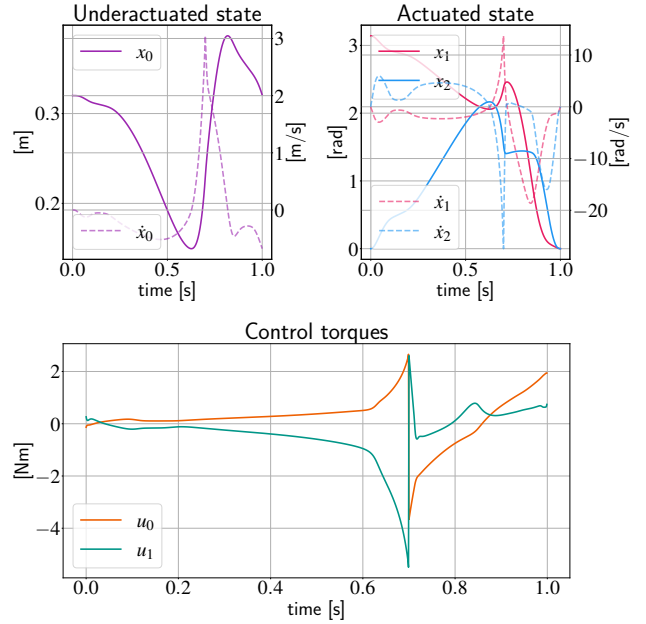 Underactuated state
Actuated state
x₀
ẋ₀
0.3
0.2
[m]
3
2
1
0
[m/s]
0.0
0.5
1.0
time [s]
x₁
x₂
ẋ₁
ẋ₂
3
2
1
0
[rad]
10
0
−10
−20
[rad/s]
0.0
0.5
1.0
time [s]
Control torques
2
0
−2
−4
[Nm]
u₀
u₁
0.0
0.2
0.4
0.6
0.8
1.0
time [s]